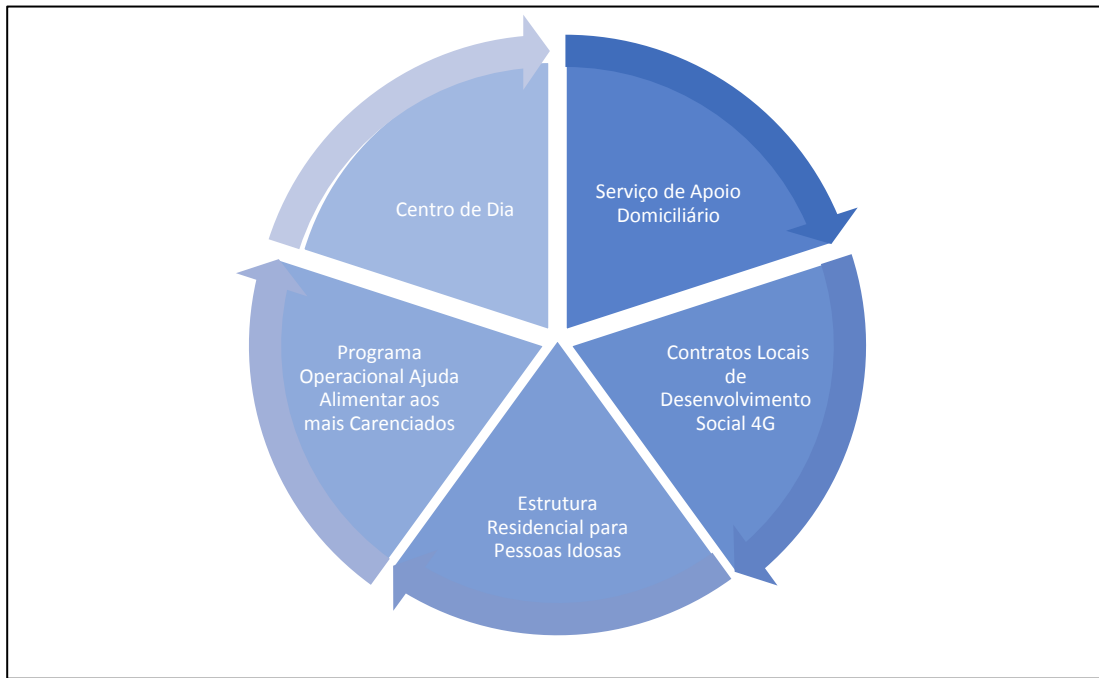 Centro de Dia
Serviço de Apoio
Domiciliário
Contratos Locais
de
Desenvolvimento
Social 4G
Estrutura
Residencial para
Pessoas Idosas
Programa
Operacional Ajuda
Alimentar aos
mais Carenciados